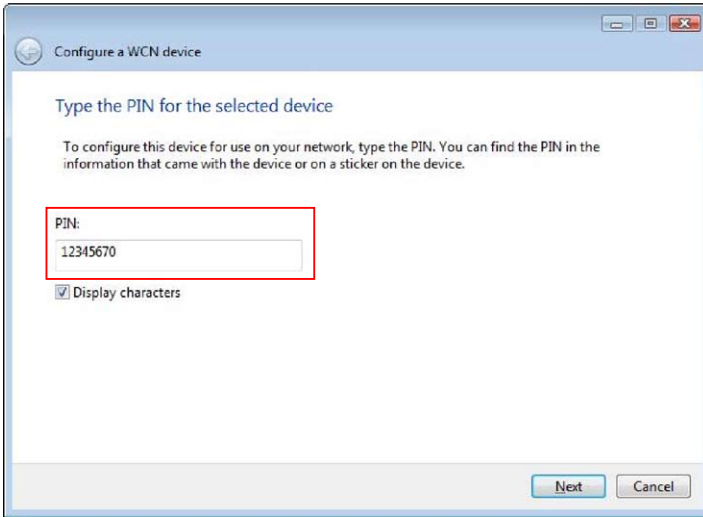 Configure a WCN device
Type the PIN for the selected device
To configure this device for use on your network, type the PIN. You can find the PIN in the
information that came with the device or on a sticker on the device.
PIN:
12345670
Display characters
Next
Cancel